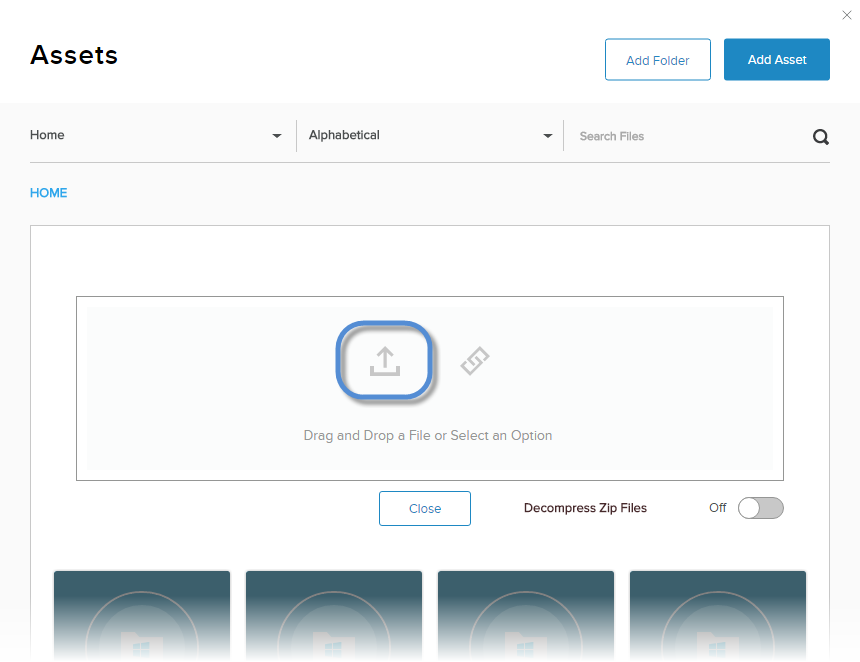 Assets
Add Folder
Add Asset
Home
Alphabetical
Search Files
HOME
Drag and Drop a File or Select an Option
Close
Decompress Zip Files
Off